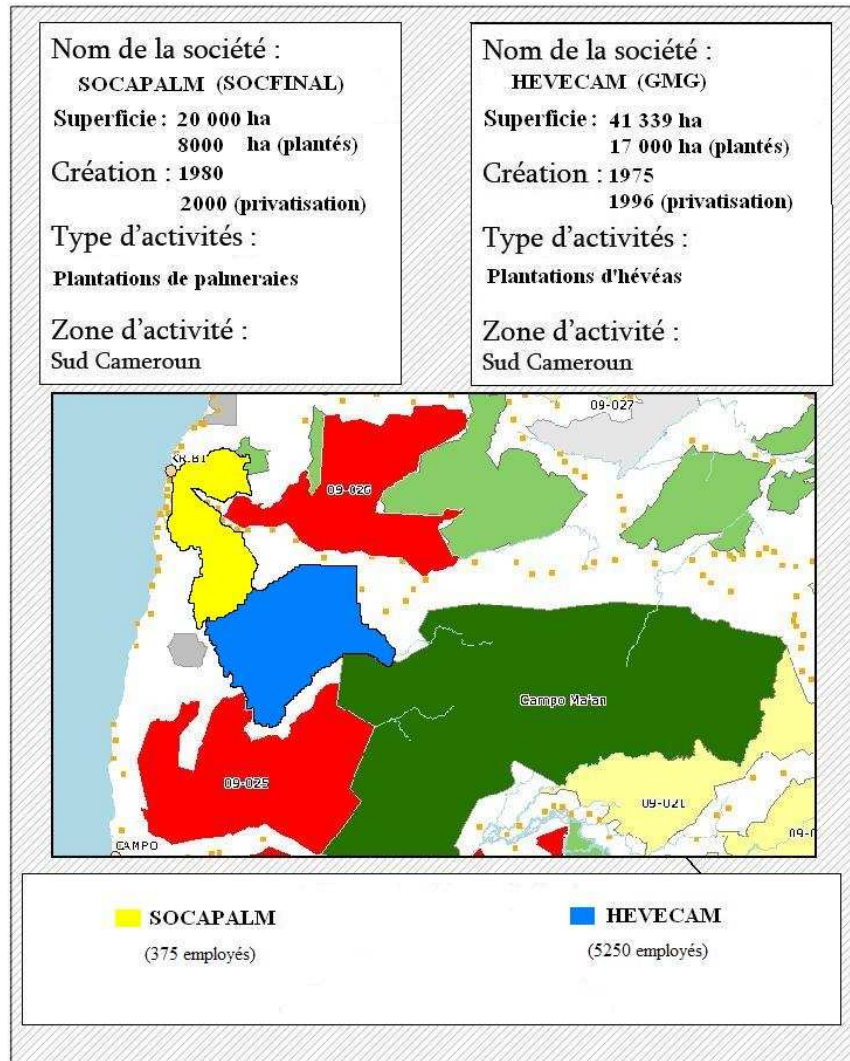 Nom de la société :
SOCAPALM (SOCFINAL)
Superficie : 20 000 ha
8000 ha (plantés)
Création : 1980
2000 (privatisation)
Type d'activités :
Plantations de palmeraies
Zone d'activité :
Sud Cameroun
Nom de la société :
HEVECAM (GMG)
Superficie : 41 339 ha
17 000 ha (plantés)
Création : 1975
1996 (privatisation)
Type d'activités :
Plantations d'hévéas
Zone d'activité :
Sud Cameroun
09-027
09-026
Campo Ma'an
09-025
09-021
CAMPO
SOCAPALM
(375 employés)
HEVECAM
(5250 employés)